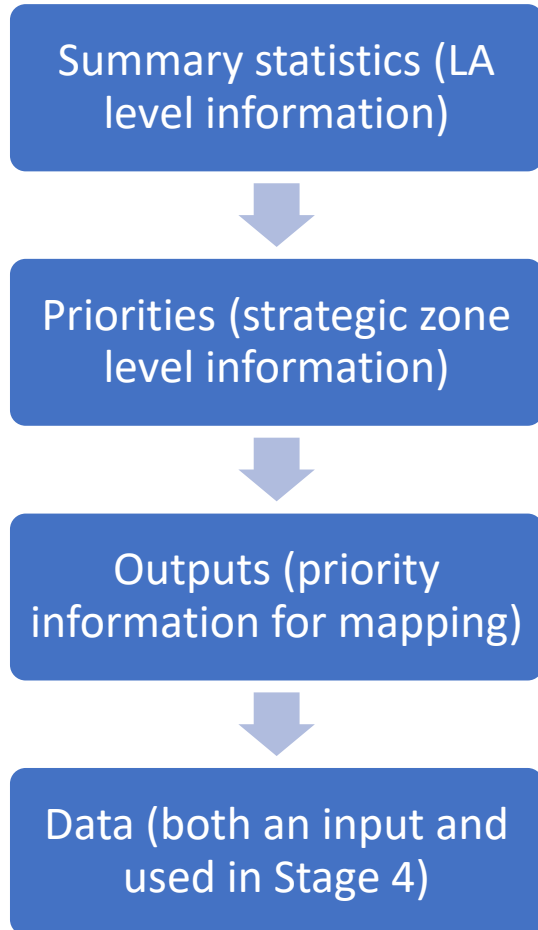 Summary statistics (LA
level information)
Priorities (strategic zone
level information)
Outputs (priority
information for mapping)
Data (both an input and
used in Stage 4)